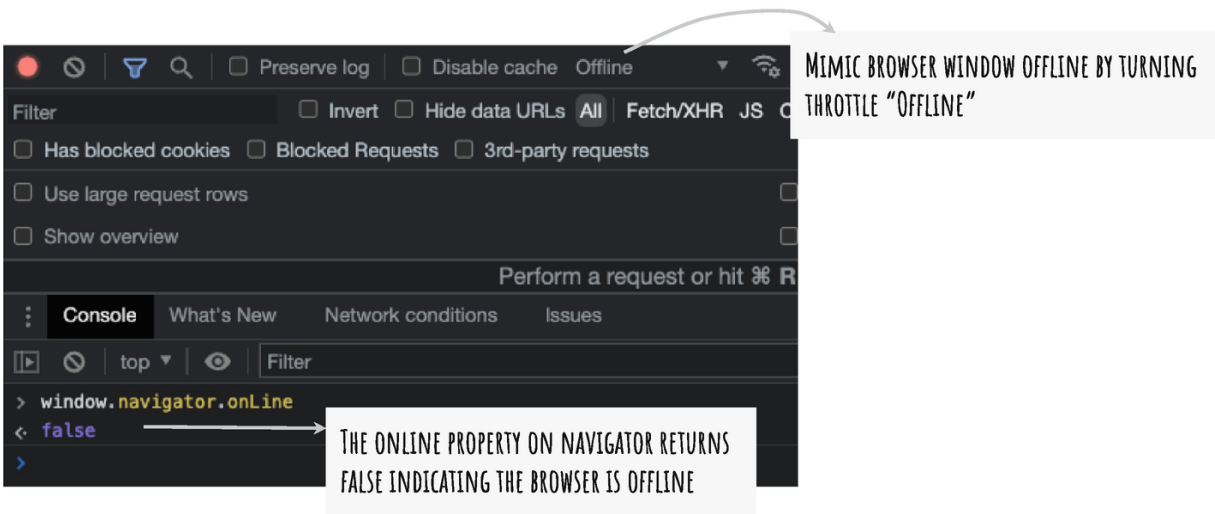 Preserve log Disable cache Offline
MIMIC BROWSER WINDOW OFFLINE BY TURNING
THROTTLE “OFFLINE”
Filter Invert Hide data URLs All Fetch/XHR JS
Has blocked cookies Blocked Requests 3rd-party requests
Use large request rows
Show overview
Perform a request or hit ⌘ R
Console What's New Network conditions Issues
top Filter
window.navigator.onLine
false
THE ONLINE PROPERTY ON NAVIGATOR RETURNS
FALSE INDICATING THE BROWSER IS OFFLINE